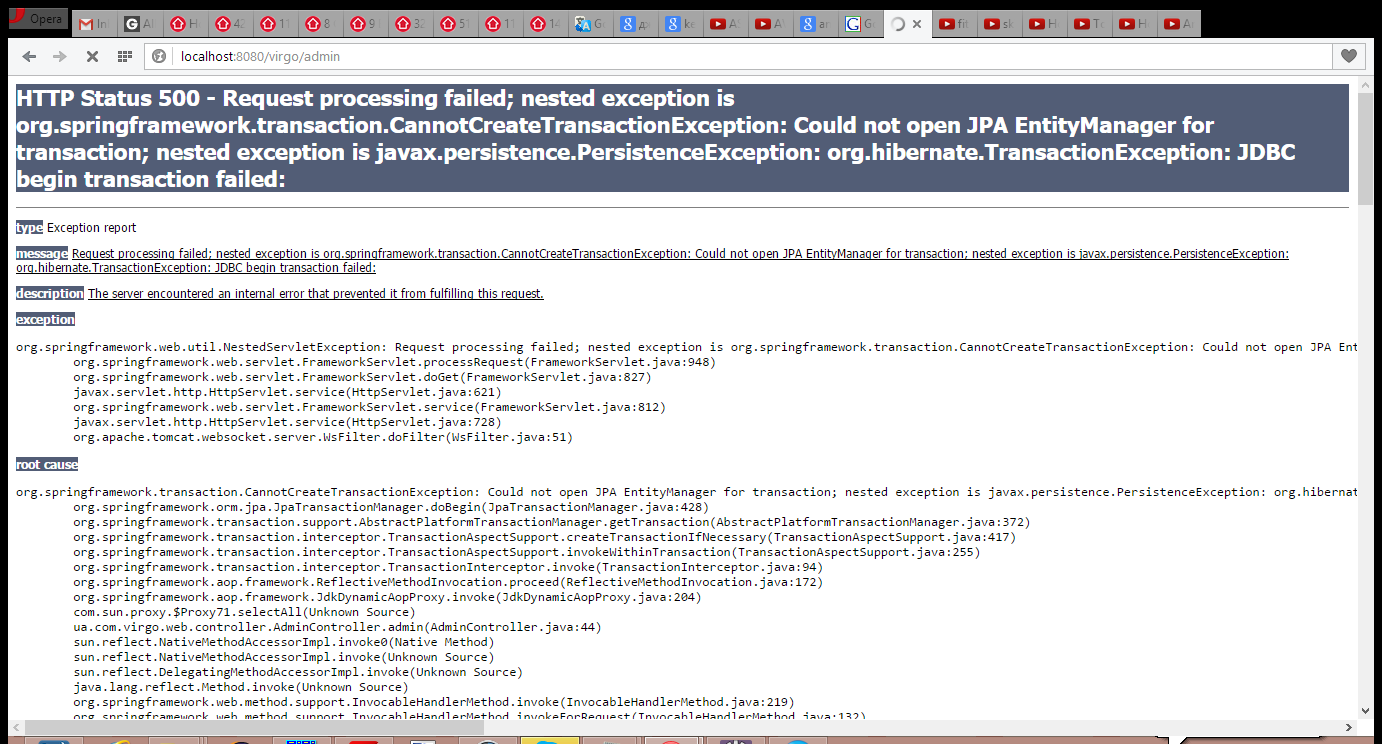 Opera
In
G Al
H
42
11
8
9
32
51
11
14
G
дж
ke
A
A
ar
G
fit
sk
H
To
H
Ar
localhost:8080/virgo/admin
HTTP Status 500 - Request processing failed; nested exception is
org.springframework.transaction.CannotCreateTransactionException: Could not open JPA EntityManager for
transaction; nested exception is javax.persistence.PersistenceException: org.hibernate.TransactionException: JDBC
begin transaction failed:
type Exception report
message Request processing failed; nested exception is org.springframework.transaction.CannotCreateTransactionException: Could not open JPA EntityManager for transaction; nested exception is javax.persistence.PersistenceException:
org.hibernate.TransactionException: JDBC begin transaction failed:
description The server encountered an internal error that prevented it from fulfilling this request.
exception
org.springframework.web.util.NestedServletException: Request processing failed; nested exception is org.springframework.transaction.CannotCreateTransactionException: Could not open JPA Ent
org.springframework.web.servlet.FrameworkServlet.processRequest(FrameworkServlet.java:948)
org.springframework.web.servlet.FrameworkServlet.doGet(FrameworkServlet.java:827)
javax.servlet.http.HttpServlet.service(HttpServlet.java:621)
org.springframework.web.servlet.FrameworkServlet.service(FrameworkServlet.java:812)
javax.servlet.http.HttpServlet.service(HttpServlet.java:728)
org.apache.tomcat.websocket.server.WsFilter.doFilter(WsFilter.java:51)
root cause
org.springframework.transaction.CannotCreateTransactionException: Could not open JPA EntityManager for transaction; nested exception is javax.persistence.PersistenceException: org.hibernat
org.springframework.orm.jpa.JpaTransactionManager.doBegin(JpaTransactionManager.java:428)
org.springframework.transaction.support.AbstractPlatformTransactionManager.getTransaction(AbstractPlatformTransactionManager.java:372)
org.springframework.transaction.interceptor.TransactionAspectSupport.createTransactionIfNecessary(TransactionAspectSupport.java:417)
org.springframework.transaction.interceptor.TransactionAspectSupport.invokeWithinTransaction(TransactionAspectSupport.java:255)
org.springframework.transaction.interceptor.TransactionInterceptor.invoke(TransactionInterceptor.java:94)
org.springframework.aop.framework.ReflectiveMethodInvocation.proceed(ReflectiveMethodInvocation.java:172)
org.springframework.aop.framework.JdkDynamicAopProxy.invoke(JdkDynamicAopProxy.java:204)
com.sun.proxy.$Proxy71.selectAll(Unknown Source)
ua.com.virgo.web.controller.AdminController.admin(AdminController.java:44)
sun.reflect.NativeMethodAccessorImpl.invoke0(Native Method)
sun.reflect.NativeMethodAccessorImpl.invoke(Unknown Source)
sun.reflect.DelegatingMethodAccessorImpl.invoke(Unknown Source)
java.lang.reflect.Method.invoke(Unknown Source)
org.springframework.web.method.support.InvocableHandlerMethod.invoke(InvocableHandlerMethod.java:219)
org.springframework.web.method.support.InvocableHandlerMethod.invokeForRequest(InvocableHandlerMethod.java:132)